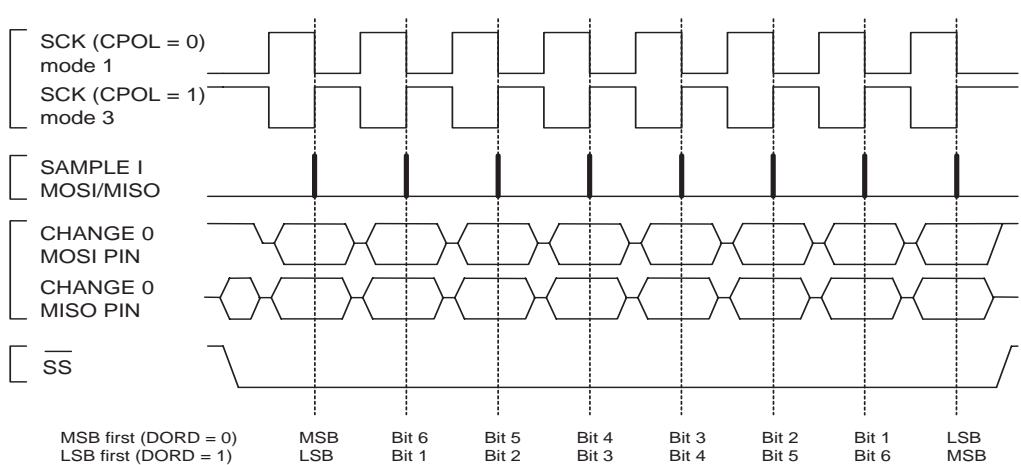 SCK (CPOL = 0)
mode 1
SCK (CPOL = 1)
mode 3
SAMPLE I
MOSI/MISO
CHANGE 0
MOSI PIN
CHANGE 0
MISO PIN
SS
MSB first (DORD = 0) MSB Bit 6 Bit 5 Bit 4 Bit 3 Bit 2 Bit 1 LSB
LSB first (DORD = 1) LSB Bit 1 Bit 2 Bit 3 Bit 4 Bit 5 Bit 6 MSB